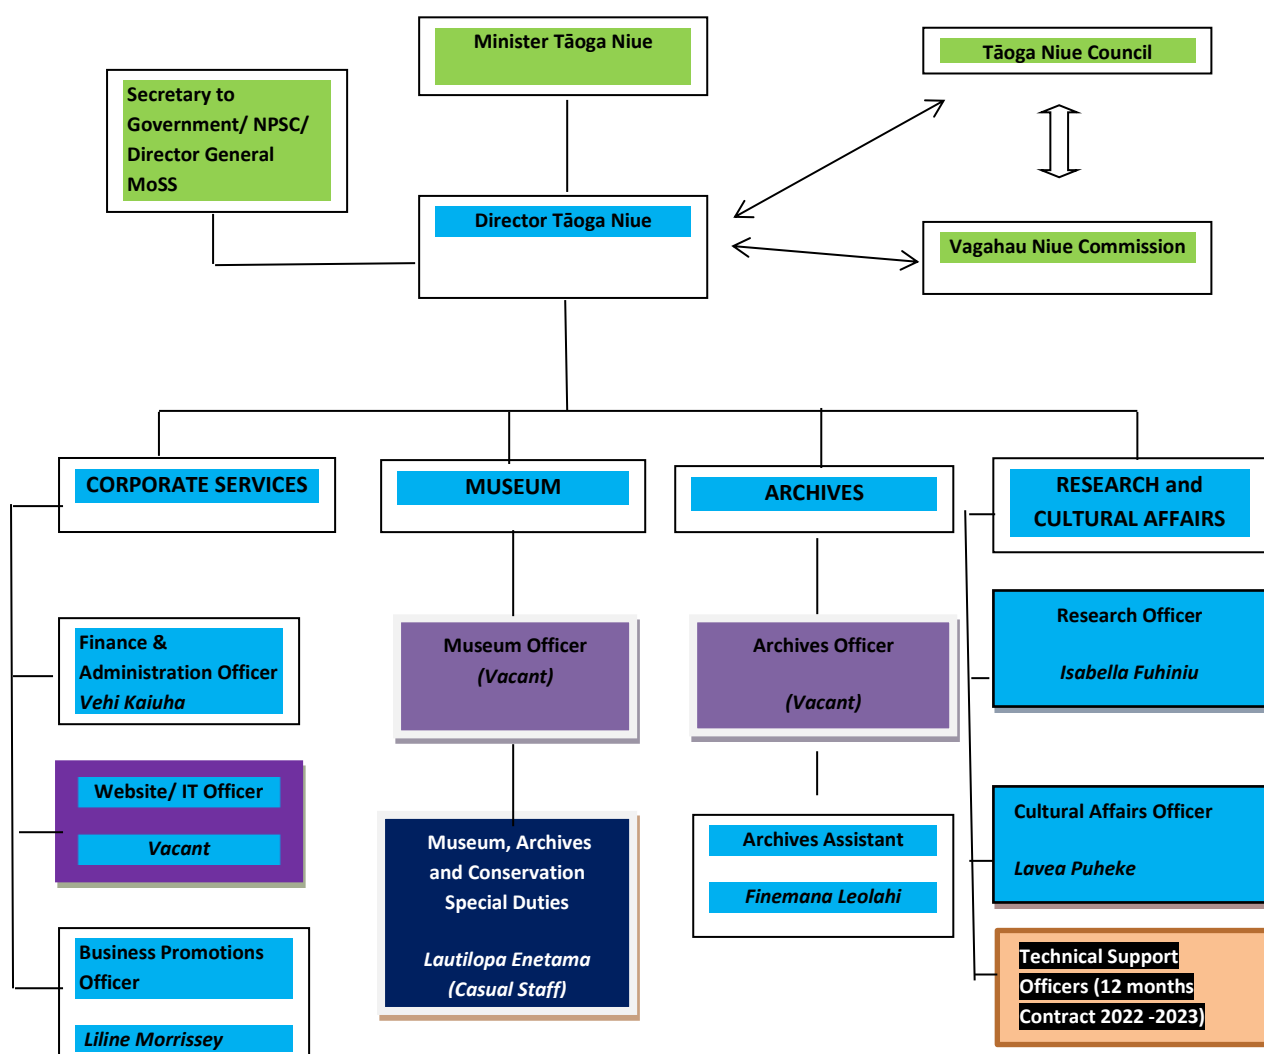 Minister Tāoga Niue
Tāoga Niue Council
Secretary to
Government/ NPSC/
Director General
MoSS
Director Tāoga Niue
Vagahau Niue Commission
CORPORATE SERVICES
MUSEUM
ARCHIVES
RESEARCH and
CULTURAL AFFAIRS
Finance &
Administration Officer
Vehi Kaiuha
Website/ IT Officer
Vacant
Business Promotions
Officer
Liline Morrissey
Museum Officer
(Vacant)
Museum, Archives
and Conservation
Special Duties
Lautilopa Enetama
(Casual Staff)
Archives Officer
(Vacant)
Archives Assistant
Finemana Leolahi
Research Officer
Isabella Fuhiniu
Cultural Affairs Officer
Lavea Puheke
Technical Support
Officers (12 months
Contract 2022 -2023)